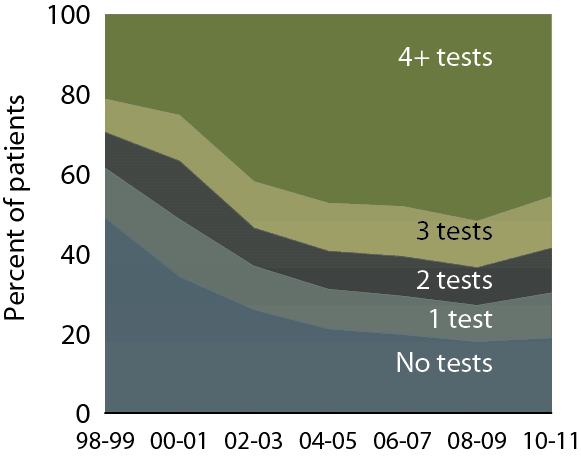 100
80
60
40
20
0
Percent of patients
4+ tests
3 tests
2 tests
1 test
No tests
98-99 00-01 02-03 04-05 06-07 08-09 10-11